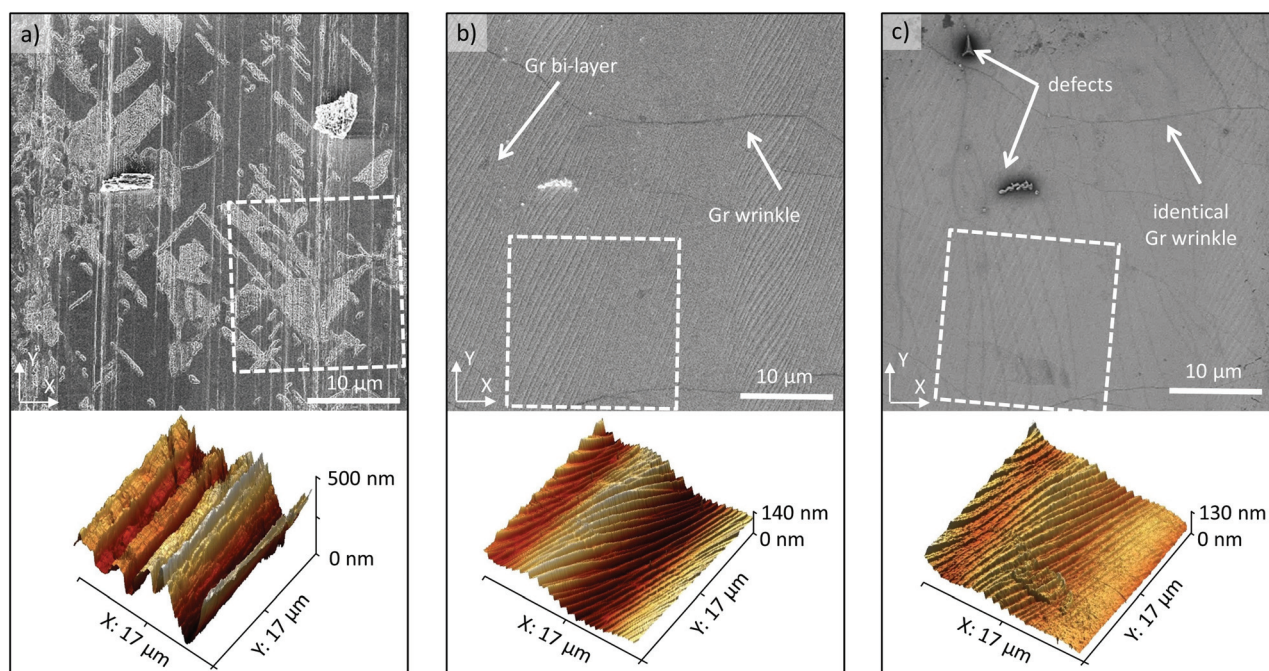 a)
Y
X
10 µm
500 nm
0 nm
X: 17 µm
Y: 17 µm
b)
Gr bi-layer
Gr wrinkle
Y
X
10 µm
140 nm
0 nm
X: 17 µm
Y: 17 µm
c)
defects
identical
Gr wrinkle
Y
X
10 µm
130 nm
0 nm
X: 17 µm
Y: 17 µm